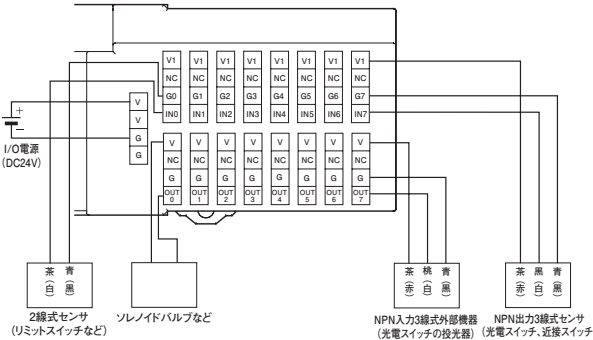 V1 V1 V1 V1 V1 V1 V1 V1
NC NC NC NC NC NC NC NC
G0 G1 G2 G3 G4 G5 G6 G7
IN0 IN1 IN2 IN3 IN4 IN5 IN6 IN7
V
V
G
G
+
−
I/O電源
(DC24V)
V V V V V V V V
NC NC NC NC NC NC NC NC
G G G G G G G G
OUT OUT OUT OUT OUT OUT OUT OUT
0 1 2 3 4 5 6 7
茶(白) 青(黒)
2線式センサ
(リミットスイッチなど)
ソレノイドバルブなど
茶(赤) 桃(白) 青(黒)
NPN入力3線式外部機器
(光電スイッチの投光器)
茶(赤) 黒(白) 青(黒)
NPN出力3線式センサ
(光電スイッチ、近接スイッチ